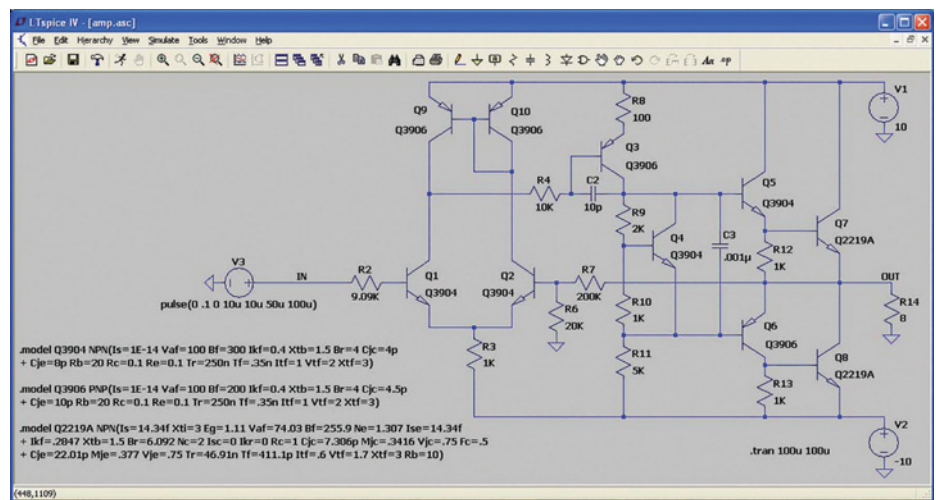 LTspice IV - [amp.asc]
File Edit Hierarchy View Simulate Tools Window Help
Aa .op
V1
10
Q9
Q3906
Q10
Q3906
R8
100
Q3
Q3906
R4
10K
C2
10p
Q5
Q3904
R9
2K
Q4
Q3904
C3
.001µ
Q7
Q2219A
R12
1K
V3
IN
R2
9.09K
pulse(0 .1 0 10u 10u 50u 100u)
Q1
Q3904
Q2
Q3904
R7
200K
R6
20K
R10
1K
OUT
R14
8
Q6
Q3906
R3
1K
R11
5K
Q8
Q2219A
R13
1K
V2
-10
.model Q3904 NPN(Is=1E-14 Vaf=100 Bf=300 Ikf=0.4 Xtb=1.5 Br=4 Cjc=4p
+ Cje=8p Rb=20 Rc=0.1 Re=0.1 Tr=250n Tf=.35n Itf=1 Vtf=2 Xtf=3)
.model Q3906 PNP(Is=1E-14 Vaf=100 Bf=200 Ikf=0.4 Xtb=1.5 Br=4 Cjc=4.5p
+ Cje=10p Rb=20 Rc=0.1 Re=0.1 Tr=250n Tf=.35n Itf=1 Vtf=2 Xtf=3)
.model Q2219A NPN(Is=14.34f Xti=3 Eg=1.11 Vaf=74.03 Bf=255.9 Ne=1.307 Ise=14.34f
+ Ikf=.2847 Xtb=1.5 Br=6.092 Nc=2 Isc=0 Ikr=0 Rc=1 Cjc=7.306p Mjc=.3416 Vjc=.75 Fc=.5
+ Cje=22.01p Mje=.377 Vje=.75 Tr=46.91n Tf=411.1p Itf=.6 Vtf=1.7 Xtf=3 Rb=10)
.tran 100u 100u
(448,1109)